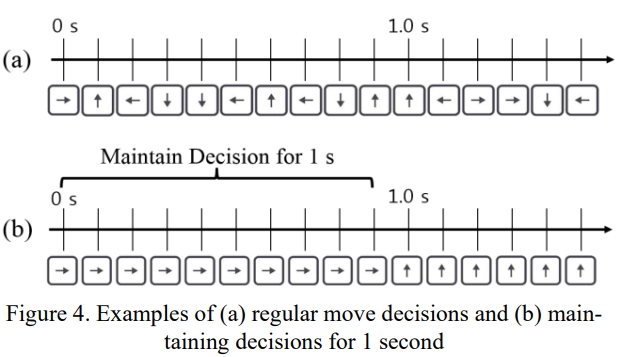 0 s 1.0 s
(a)
→ ↑ ← ↓ ↓ ← ↑ ← ↓ ↑ ↑ ← → → ↓ ←
Maintain Decision for 1 s
0 s 1.0 s
(b)
→ → → → → → → → → → ↑ ↑ ↑ ↑ ↑ ↑
Figure 4. Examples of (a) regular move decisions and (b) main-
taining decisions for 1 second